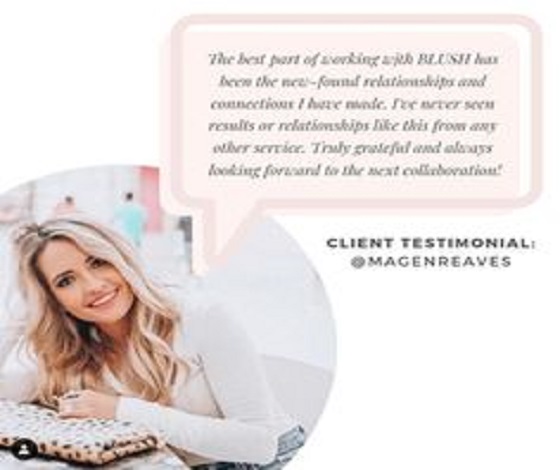 The best part of working with BLUSH has
been the new-found relationships and
connections I have made. I've never seen
results or relationships like this from any
other service. Truly grateful and always
looking forward to the next collaboration!
CLIENT TESTIMONIAL:
@MAGENREAVES